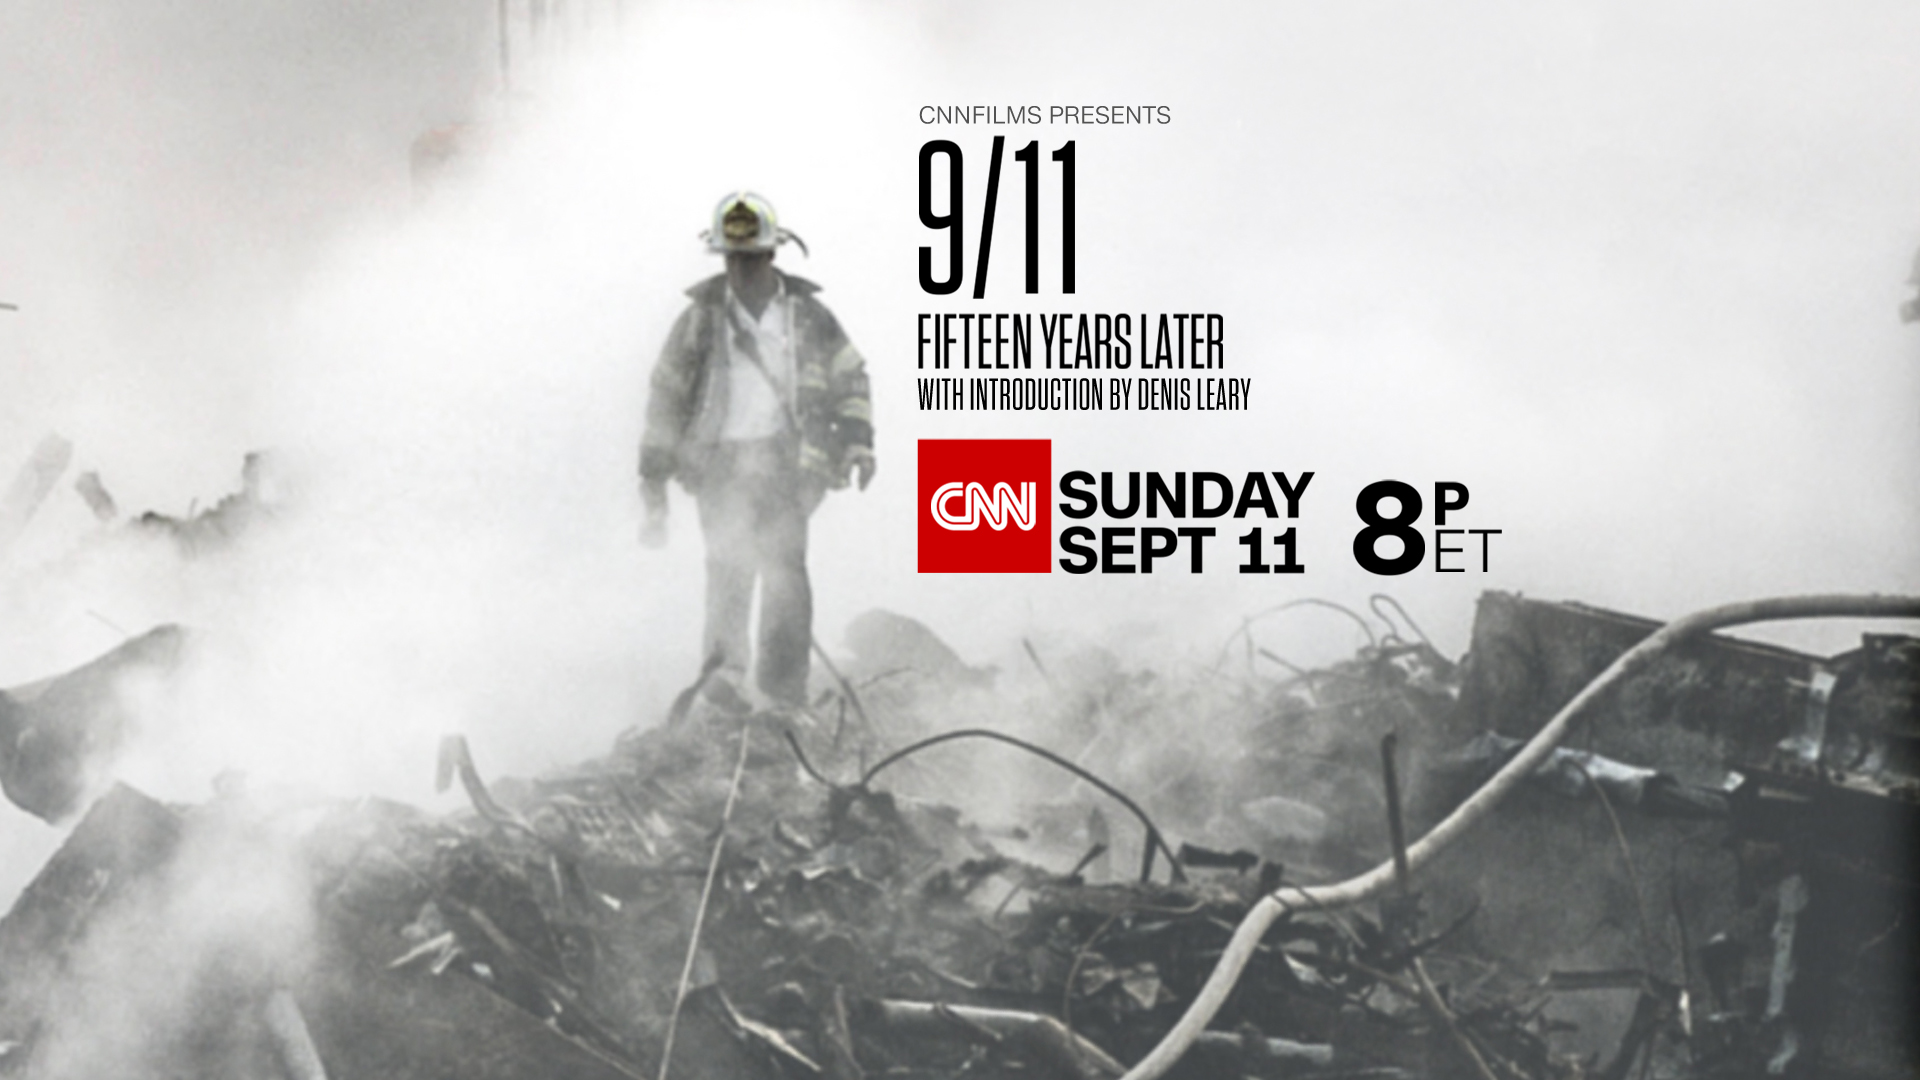 CNNFILMS PRESENTS
9/11
FIFTEEN YEARS LATER
WITH INTRODUCTION BY DENIS LEARY
CNN
SUNDAY
SEPT 11
8P
ET